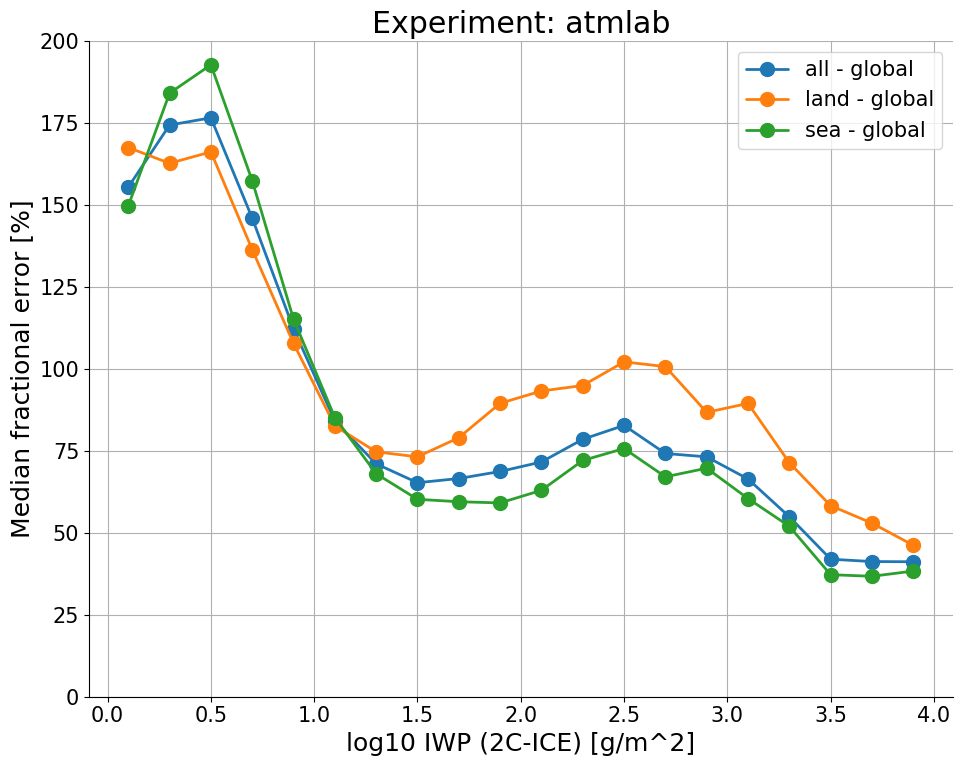 Experiment: atmlab
all - global
land - global
sea - global
Median fractional error [%]
200
175
150
125
100
75
50
25
0
0.0 0.5 1.0 1.5 2.0 2.5 3.0 3.5 4.0
log10 IWP (2C-ICE) [g/m^2]